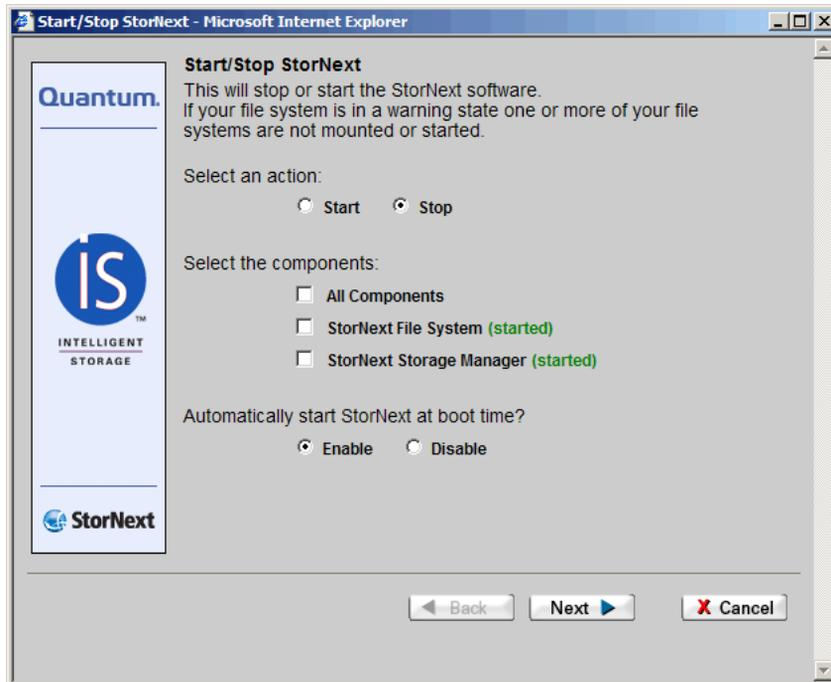 Start/Stop StorNext - Microsoft Internet Explorer
Quantum.
iS
TM
INTELLIGENT
STORAGE
StorNext
Start/Stop StorNext
This will stop or start the StorNext software.
If your file system is in a warning state one or more of your file
systems are not mounted or started.
Select an action:
Start Stop
Select the components:
All Components
StorNext File System (started)
StorNext Storage Manager (started)
Automatically start StorNext at boot time?
Enable Disable
Back Next X Cancel